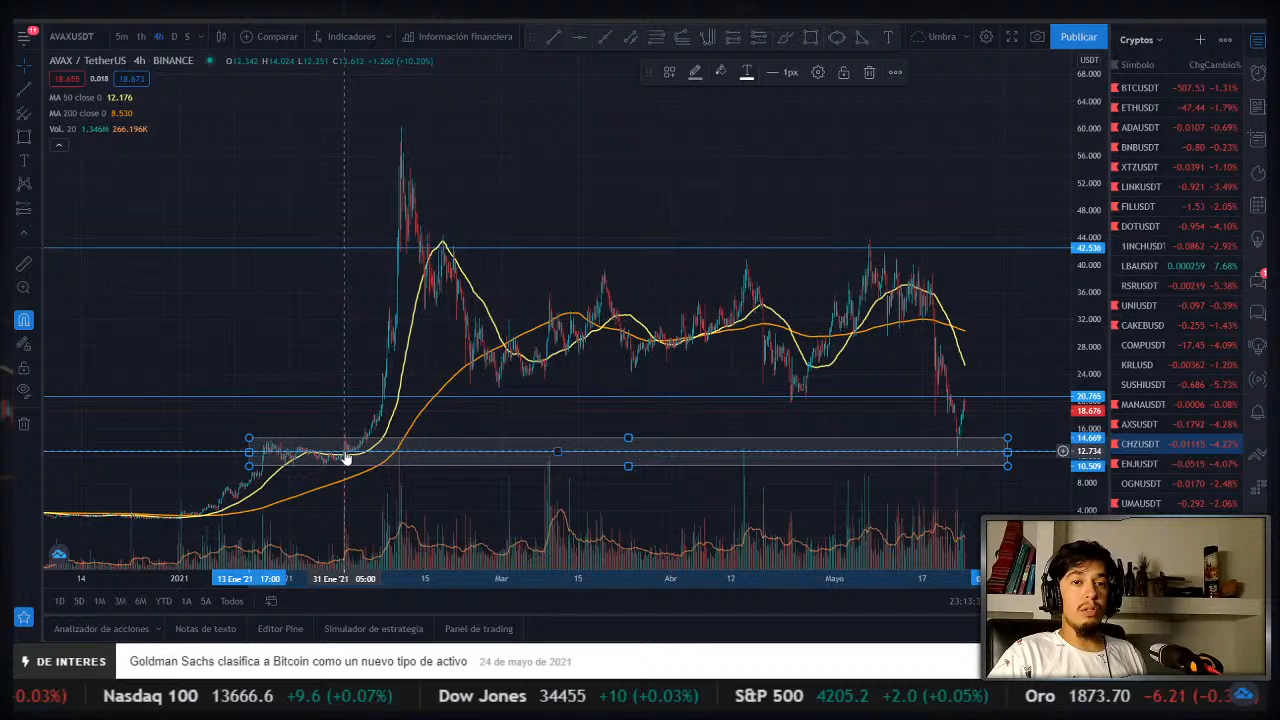 11
AVAXUSDT 5m 1h 4h D S Comparar Indicadores Información financiera Umbra Publicar
AVAX / TetherUS · 4h · BINANCE O12.342 H14.024 L12.251 C13.612 +1.260 (+10.20%)
18.655 0.018 18.673
MA 50 close 0 12.176
MA 200 close 0 8.530
Vol. 20 1.346M 266.196K
1px
USDT
68.000
64.000
60.000
56.000
52.000
48.000
44.000
42.536
40.000
36.000
32.000
28.000
24.000
20.765
18.676
16.000
14.669
12.734
10.509
8.000
4.000
Cryptos
Símbolo ChgCambio%
BTCUSDT -507.53 -1.31%
ETHUSDT -47.44 -1.79%
ADAUSDT -0.0107 -0.69%
BNBUSDT -0.80 -0.23%
XTZUSDT -0.0391 -1.10%
LINKUSDT -0.921 -3.49%
FILUSDT -1.53 -2.05%
DOTUSDT -0.954 -4.10%
1INCHUSD -0.0862 -2.92%
LBAUSDT 0.000259 7.68%
RSRUSDT -0.00219 -5.38%
UNIUSDT -0.097 -0.39%
CAKEBUSD -0.255 -1.43%
COMPUSDT -17.45 -4.09%
KRLUSDT -0.00362 -1.20%
SUSHIUSDT -0.686 -5.73%
MANAUSDT -0.0006 -0.08%
AXSUSDT -0.1792 -4.28%
CHZUSDT -0.01115 -4.22%
ENJUSDT -0.0515 -4.07%
OGNUSDT -0.0170 -2.48%
UMAUSDT -0.292 -2.06%
14 2021 13 Ene '21 17:00 21 31 Ene '21 05:00 15 Mar 15 Abr 12 Mayo 17
1D 5D 1M 3M 6M YTD 1A 5A Todos 23:13:3
Analizador de acciones Notas de texto Editor Pine Simulador de estrategia Panel de trading
DE INTERES Goldman Sachs clasifica a Bitcoin como un nuevo tipo de activo 24 de mayo de 2021
-0.03%) Nasdaq 100 13666.6 +9.6 (+0.07%) Dow Jones 34455 +10 (+0.03%) S&P 500 4205.2 +2.0 (+0.05%) Oro 1873.70 -6.21